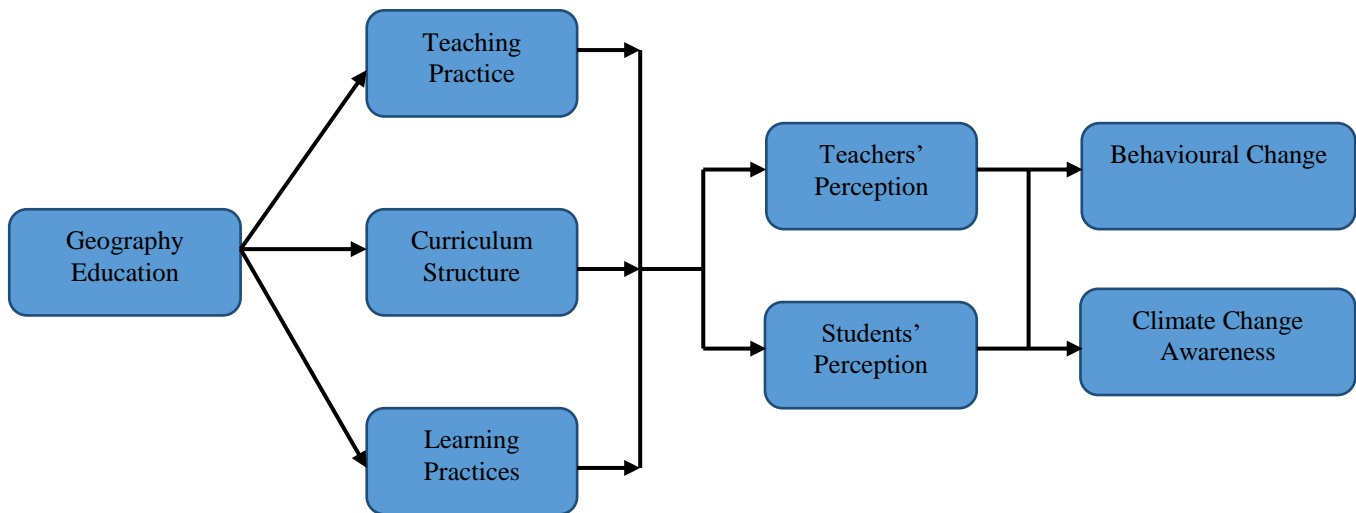 Teaching
Practice
Teachers’
Perception
Behavioural Change
Geography
Education
Curriculum
Structure
Students’
Perception
Climate Change
Awareness
Learning
Practices